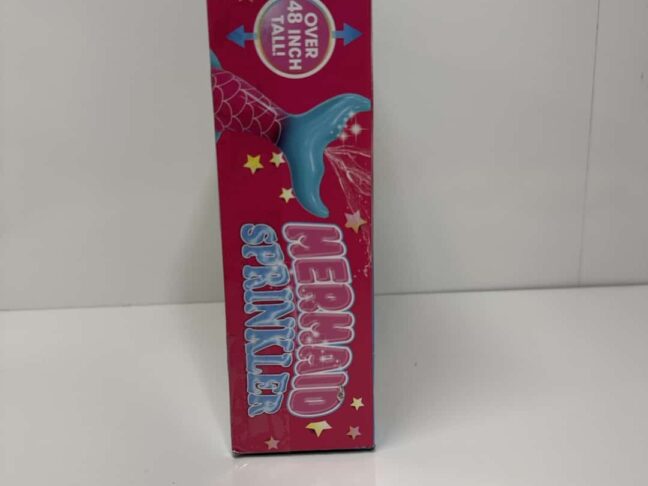 OVER
48 INCH
TALL!
MERMAID
SPRINKLER